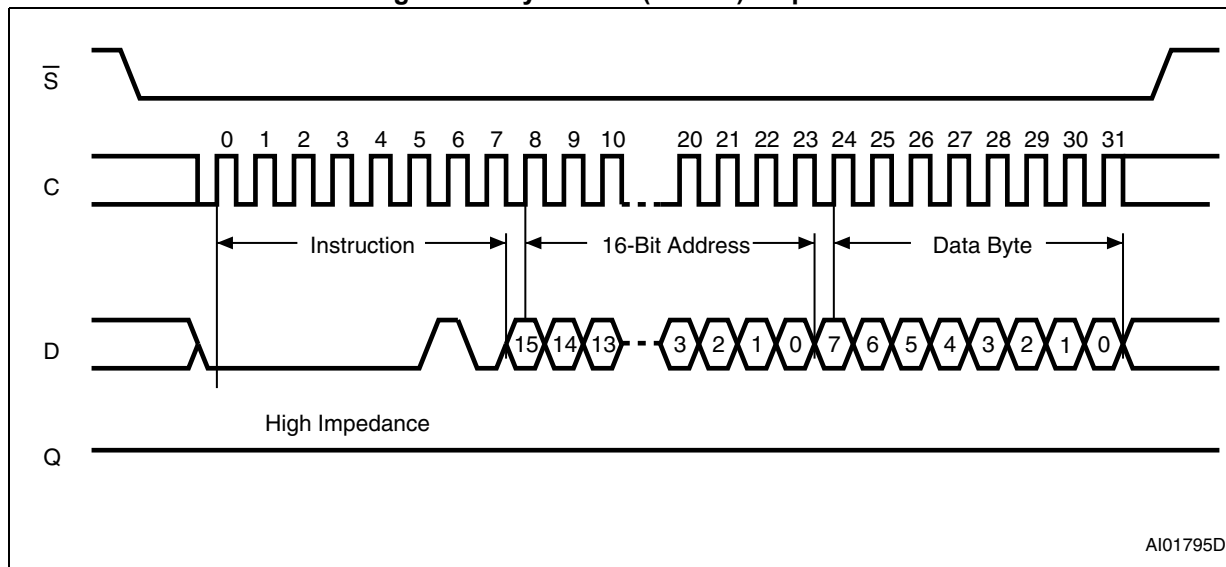 S
0 1 2 3 4 5 6 7 8 9 10 20 21 22 23 24 25 26 27 28 29 30 31
C
Instruction 16-Bit Address Data Byte
D
15 14 13 3 2 1 0 7 6 5 4 3 2 1 0
High Impedance
Q
AI01795D